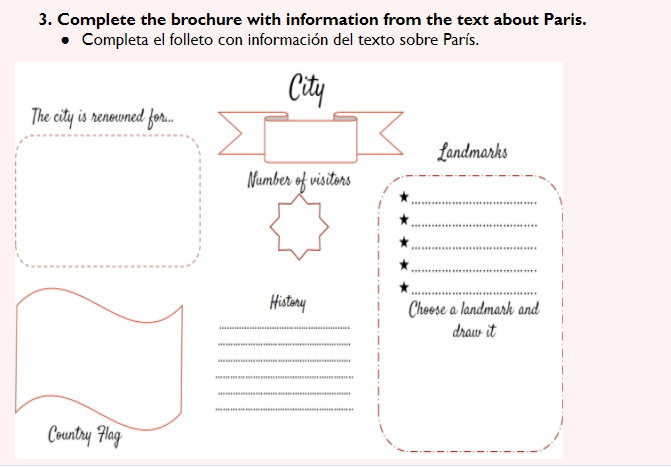 3. Complete the brochure with information from the text about Paris.
● Completa el folleto con información del texto sobre París.
City
The city is renowned for...
Landmarks
Number of visitors
History
Choose a landmark and
draw it
Country Flag